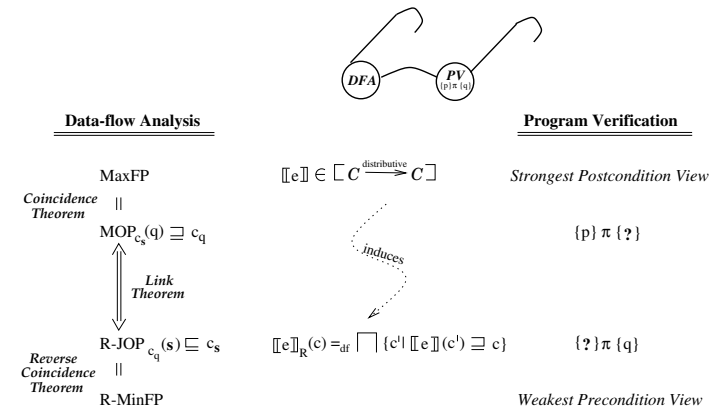 DFA
PV
{p}π {q}
Data-flow Analysis
Program Verification
MaxFP
⟦e⟧ ∈ [ C distributive → C ]
Strongest Postcondition View
Coincidence
Theorem
||
MOP_{c_s}(q) ⊒ c_q
{p} π {?}
induces
Link
Theorem
R-JOP_{c_q}(s) ⊑ c_s
⟦e⟧_R(c) =_{df} ⨅ {c' | ⟦e⟧(c') ⊒ c}
{?}π {q}
Reverse
Coincidence
Theorem
||
R-MinFP
Weakest Precondition View